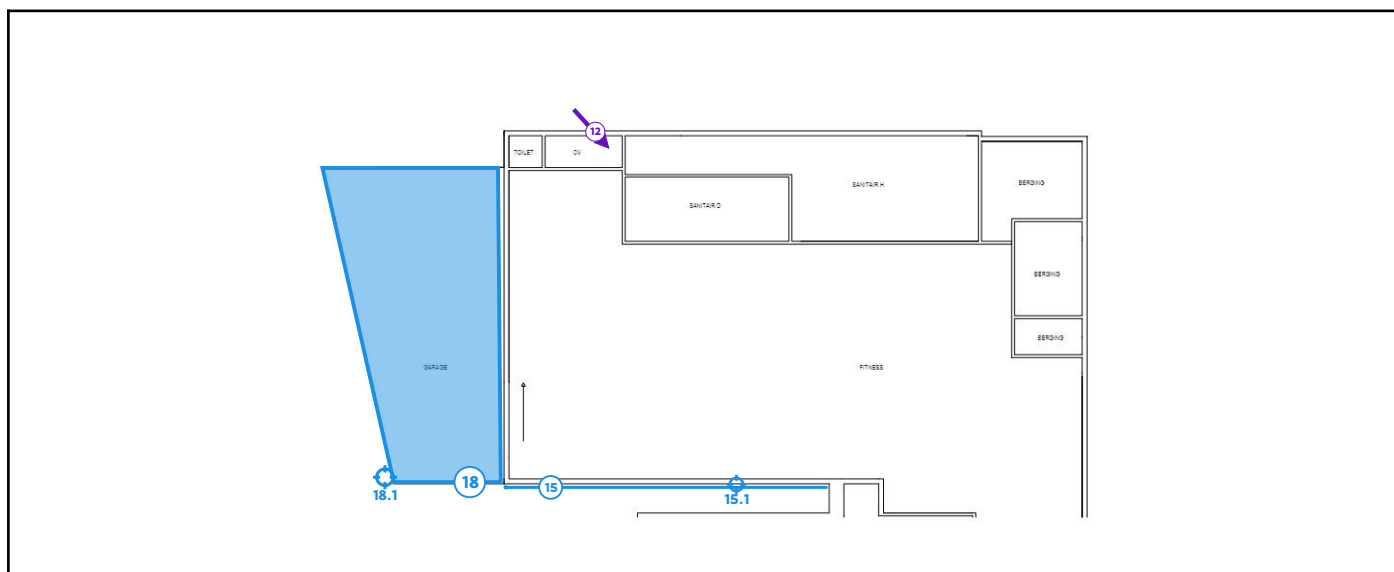 12
TOILET
CV
SANITAIR H
BERGING
SANITAIR D
BERGING
BERGING
GARAGE
FITNESS
18
15
18.1
15.1